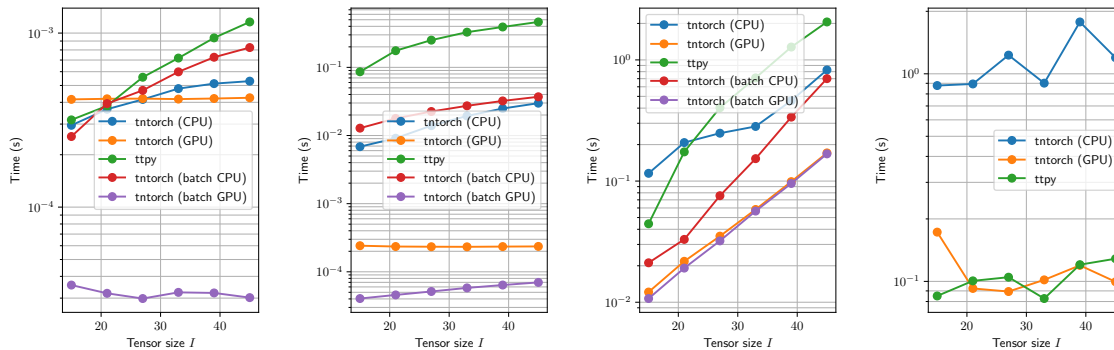 10⁻³
10⁻⁴
Time (s)
20
30
40
Tensor size I
tntorch (CPU)
tntorch (GPU)
ttpy
tntorch (batch CPU)
tntorch (batch GPU)
10⁻¹
10⁻²
10⁻³
10⁻⁴
Time (s)
20
30
40
Tensor size I
tntorch (CPU)
tntorch (GPU)
ttpy
tntorch (batch CPU)
tntorch (batch GPU)
10⁰
10⁻¹
10⁻²
Time (s)
20
30
40
Tensor size I
tntorch (CPU)
tntorch (GPU)
ttpy
tntorch (batch CPU)
tntorch (batch GPU)
10⁰
10⁻¹
Time (s)
20
30
40
Tensor size I
tntorch (CPU)
tntorch (GPU)
ttpy